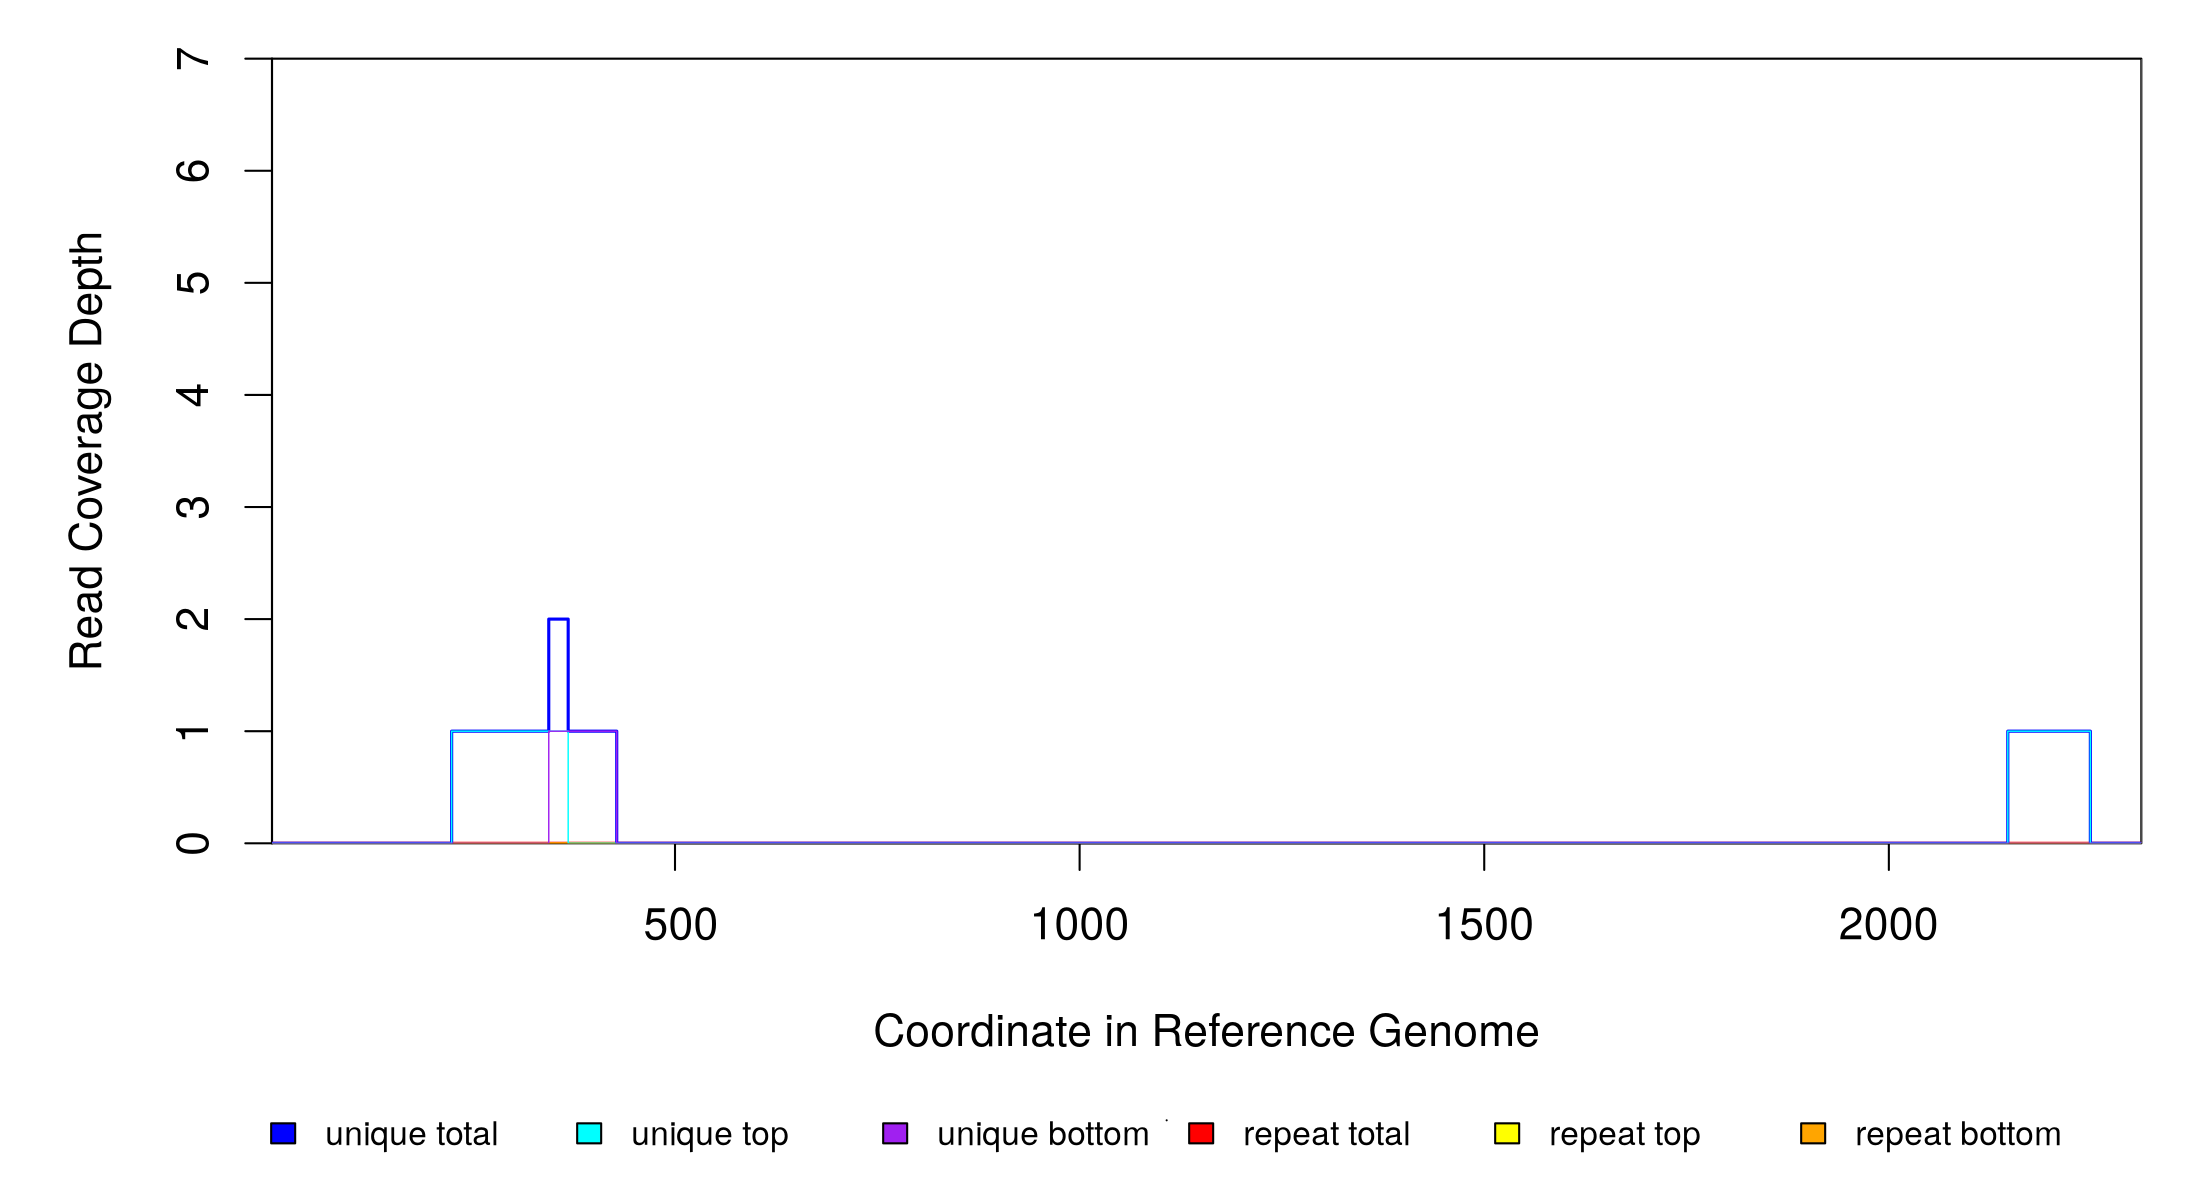 7
6
5
4
3
2
1
0
Read Coverage Depth
500 1000 1500 2000
Coordinate in Reference Genome
unique total unique top unique bottom repeat total repeat top repeat bottom